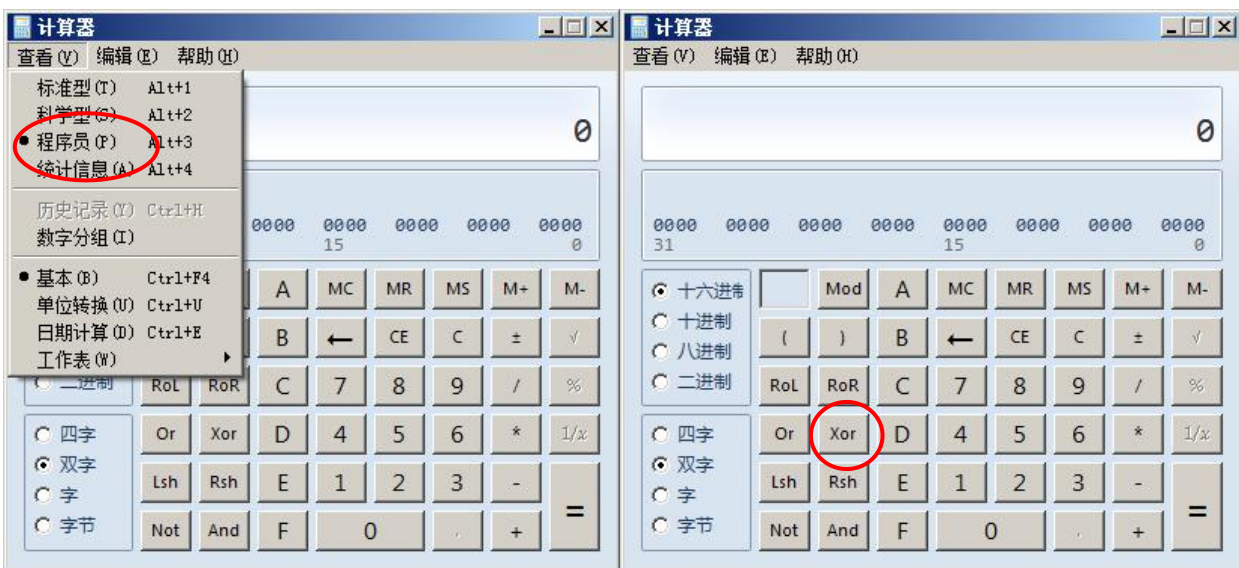 计算器
查看(V) 编辑(E) 帮助(H)
标准型(T) Alt+1
科学型(S) Alt+2
程序员(P) Alt+3
统计信息(A) Alt+4
历史记录(Y) Ctrl+H
数字分组(I)
基本(B) Ctrl+F4
单位转换(U) Ctrl+U
日期计算(D) Ctrl+E
工作表(W)
0
0000 0000 0000 0000 0000
15 0
A MC MR MS M+ M-
B ← CE C ± √
二进制 RoL RoR C 7 8 9 / %
四字 Or Xor D 4 5 6 * 1/x
双字
字 Lsh Rsh E 1 2 3 - =
字节 Not And F 0 . +
计算器
查看(V) 编辑(E) 帮助(H)
0
0000 0000 0000 0000 0000 0000 0000 0000
31 15 0
十六进制 Mod A MC MR MS M+ M-
十进制 ( ) B ← CE C ± √
八进制
二进制 RoL RoR C 7 8 9 / %
四字 Or Xor D 4 5 6 * 1/x
双字
字 Lsh Rsh E 1 2 3 - =
字节 Not And F 0 . +